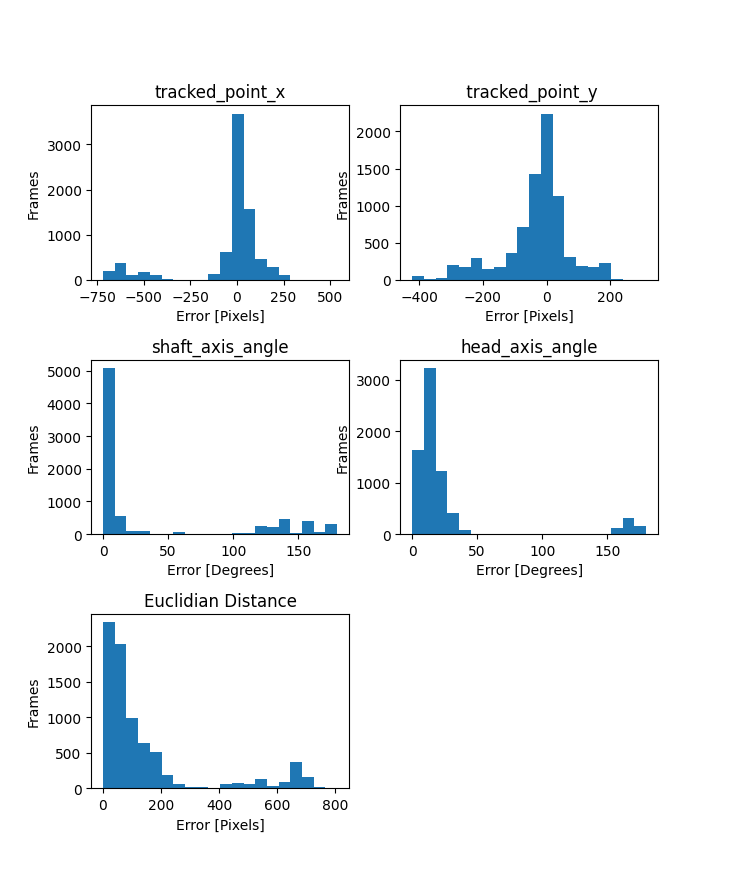 tracked_point_x
Frames
3000
2000
1000
0
−750 −500 −250 0 250 500
Error [Pixels]
tracked_point_y
Frames
2000
1500
1000
500
0
−400 −200 0 200
Error [Pixels]
shaft_axis_angle
Frames
5000
4000
3000
2000
1000
0
0 50 100 150
Error [Degrees]
head_axis_angle
Frames
3000
2000
1000
0
0 50 100 150
Error [Degrees]
Euclidian Distance
Frames
2000
1500
1000
500
0
0 200 400 600 800
Error [Pixels]